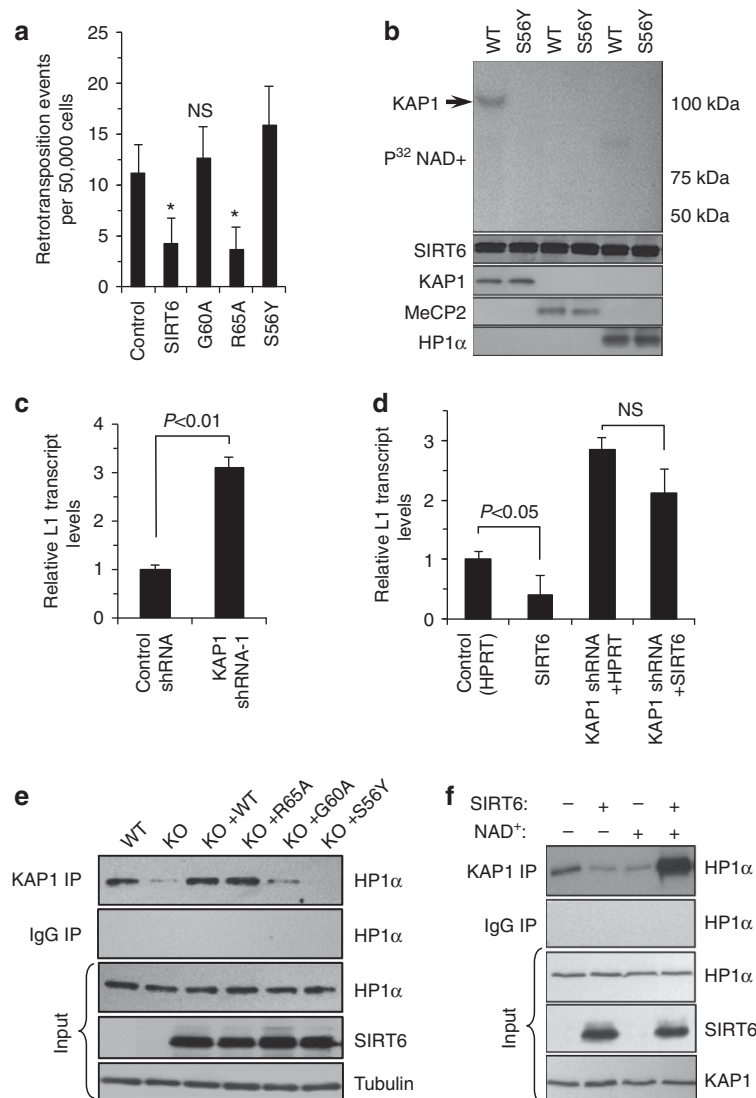 a
Retrotransposition events
per 50,000 cells
25
20
15
10
5
0
*
NS
*
Control
SIRT6
G60A
R65A
S56Y
b
WT
S56Y
WT
S56Y
WT
S56Y
KAP1
P³² NAD+
100 kDa
75 kDa
50 kDa
SIRT6
KAP1
MeCP2
HP1α
c
Relative L1 transcript
levels
4
3
2
1
0
P<0.01
Control
shRNA
KAP1
shRNA-1
d
Relative L1 transcript
levels
3
2
1
0
P<0.05
NS
Control
(HPRT)
SIRT6
KAP1 shRNA
+HPRT
KAP1 shRNA
+SIRT6
e
WT
KO
KO +WT
KO +R65A
KO +G60A
KO +S56Y
KAP1 IP
HP1α
IgG IP
HP1α
Input
HP1α
SIRT6
Tubulin
f
SIRT6: – + – +
NAD⁺: – – + +
KAP1 IP
HP1α
IgG IP
HP1α
Input
HP1α
SIRT6
KAP1